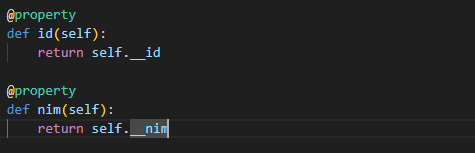 @property
def id(self):
    return self.__id
@property
def nim(self):
    return self.__nim